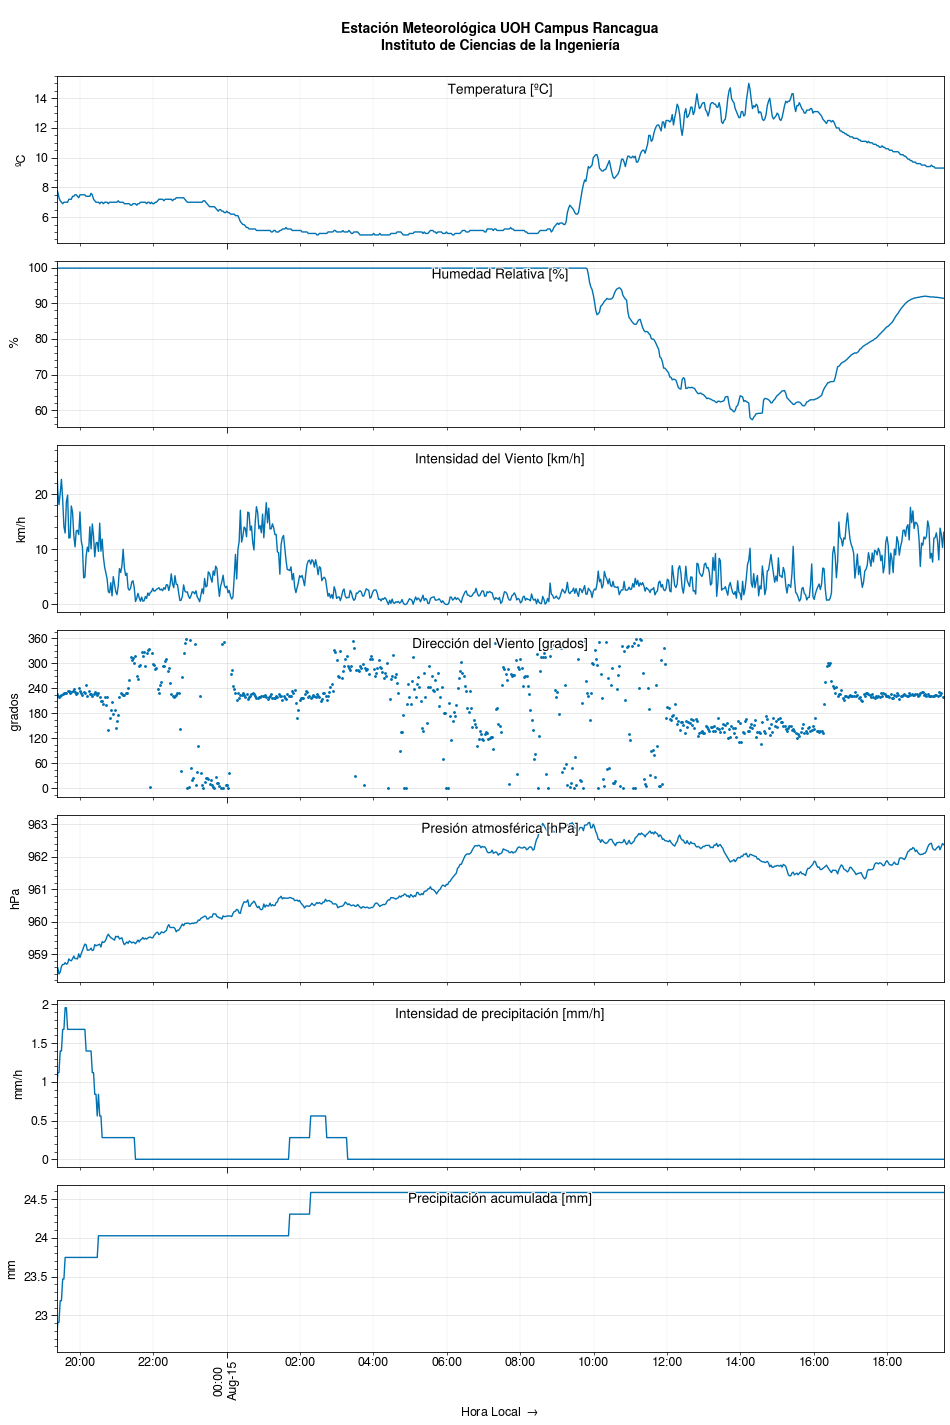 Estación Meteorológica UOH Campus Rancagua
Instituto de Ciencias de la Ingeniería
Temperatura [ºC]
ºC
14
12
10
8
6
Humedad Relativa [%]
%
100
90
80
70
60
Intensidad del Viento [km/h]
km/h
20
10
0
Dirección del Viento [grados]
grados
360
300
240
180
120
60
0
Presión atmosférica [hPa]
hPa
963
962
961
960
959
Intensidad de precipitación [mm/h]
mm/h
2
1.5
1
0.5
0
Precipitación acumulada [mm]
mm
24.5
24
23.5
23
20:00 22:00 00:00 02:00 04:00 06:00 08:00 10:00 12:00 14:00 16:00 18:00
Aug-15
Hora Local →